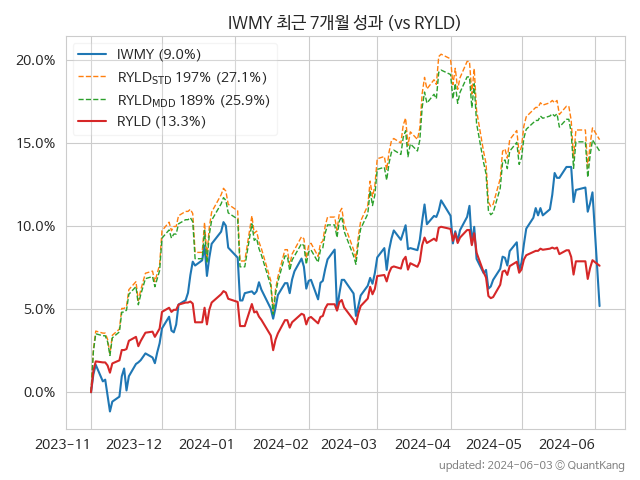 IWMY 최근 7개월 성과 (vs RYLD)
IWMY (9.0%)
RYLD_STD 197% (27.1%)
RYLD_MDD 189% (25.9%)
RYLD (13.3%)
20.0%
15.0%
10.0%
5.0%
0.0%
2023-11 2023-12 2024-01 2024-02 2024-03 2024-04 2024-05 2024-06
updated: 2024-06-03 © QuantKang